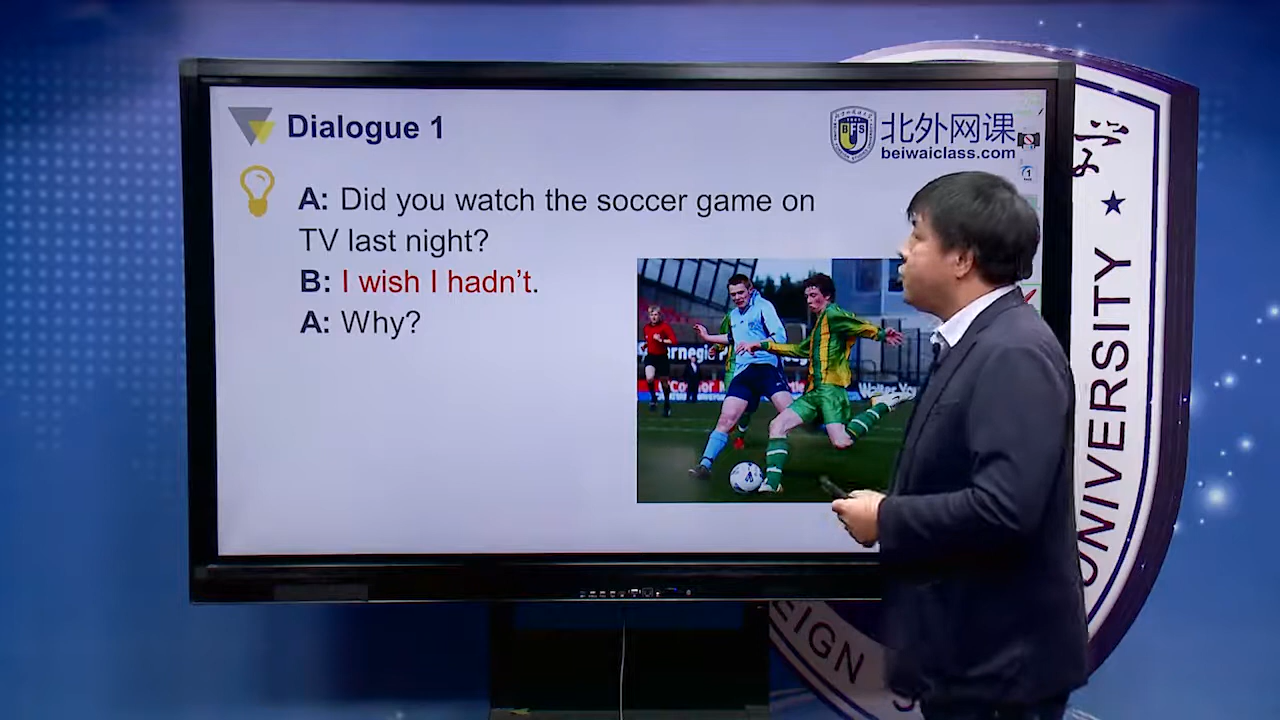 Dialogue 1
北外网课
beiwaiclass.com
A: Did you watch the soccer game on
TV last night?
B: I wish I hadn't.
A: Why?
UNIVERSITY
EIGN